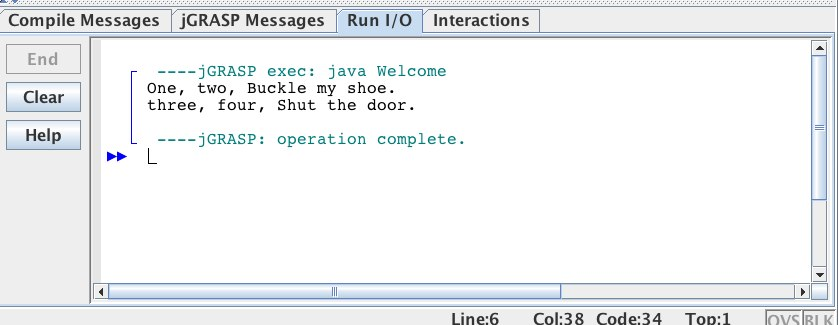 Compile Messages jGRASP Messages Run I/O Interactions
End
Clear
Help
----jGRASP exec: java Welcome
One, two, Buckle my shoe.
three, four, Shut the door.
----jGRASP: operation complete.
Line:6 Col:38 Code:34 Top:1 OVS BLK